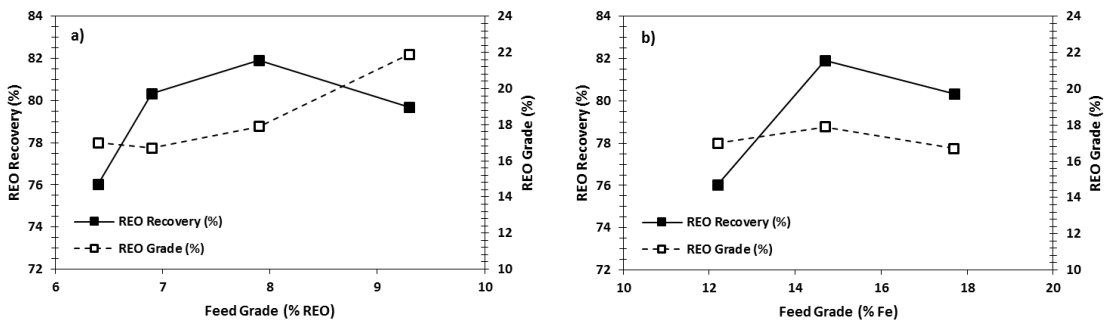 a)
REO Recovery (%)
84
82
80
78
76
74
72
REO Grade (%)
24
22
20
18
16
14
12
10
REO Recovery (%)
REO Grade (%)
6 7 8 9 10
Feed Grade (% REO)
b)
REO Recovery (%)
84
82
80
78
76
74
72
REO Grade (%)
24
22
20
18
16
14
12
10
REO Recovery (%)
REO Grade (%)
10 12 14 16 18 20
Feed Grade (% Fe)